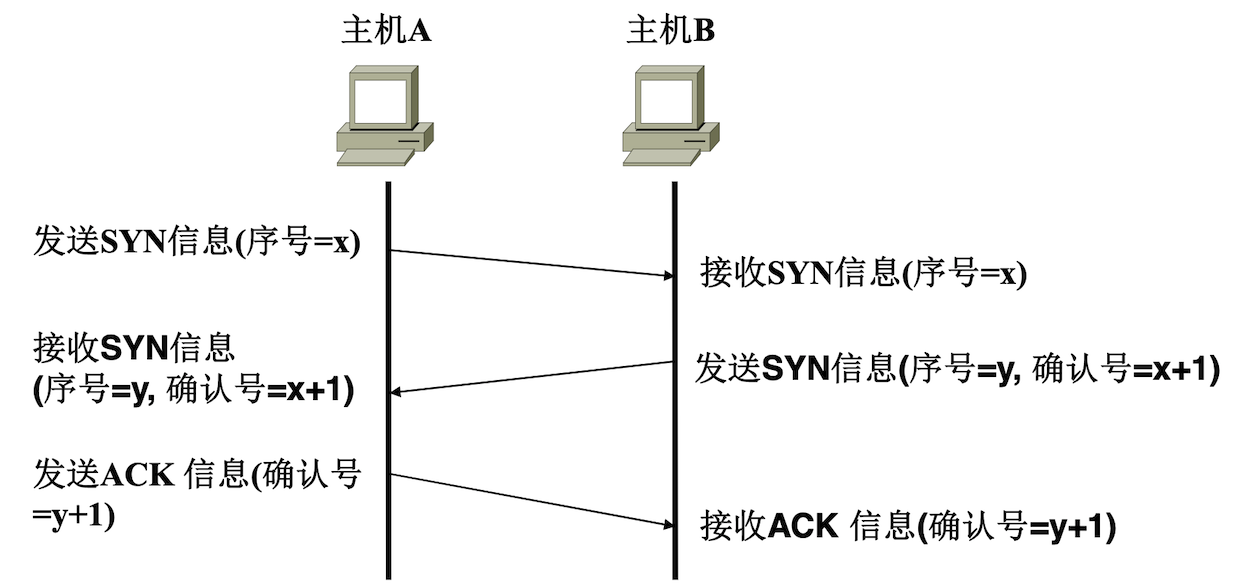 主机A
主机B
发送SYN信息(序号=x)
接收SYN信息(序号=x)
接收SYN信息
(序号=y, 确认号=x+1)
发送SYN信息(序号=y, 确认号=x+1)
发送ACK 信息(确认号
=y+1)
接收ACK 信息(确认号=y+1)